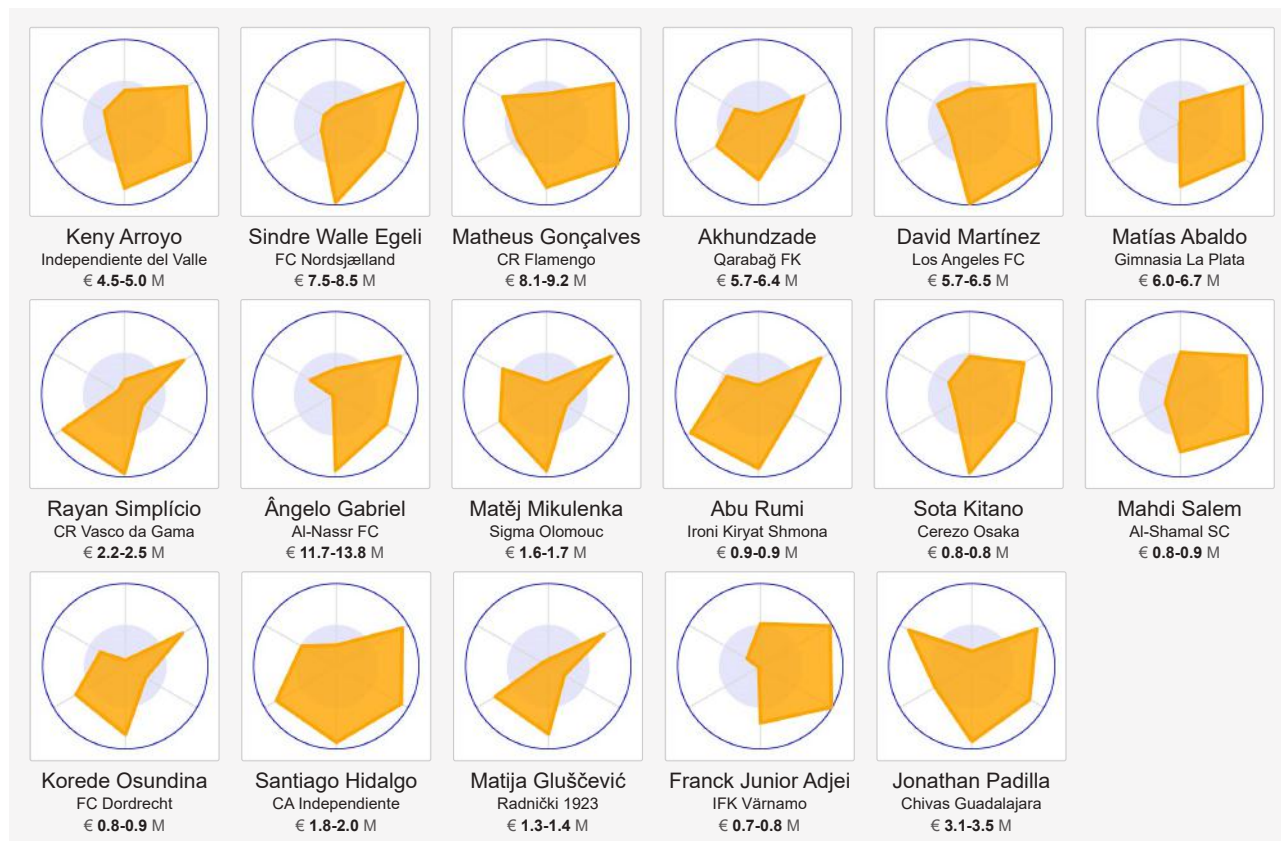 Keny Arroyo
Independiente del Valle
€ 4.5-5.0 M
Sindre Walle Egeli
FC Nordsjælland
€ 7.5-8.5 M
Matheus Gonçalves
CR Flamengo
€ 8.1-9.2 M
Akhundzade
Qarabağ FK
€ 5.7-6.4 M
David Martínez
Los Angeles FC
€ 5.7-6.5 M
Matías Abaldo
Gimnasia La Plata
€ 6.0-6.7 M
Rayan Simplício
CR Vasco da Gama
€ 2.2-2.5 M
Ângelo Gabriel
Al-Nassr FC
€ 11.7-13.8 M
Matěj Mikulenka
Sigma Olomouc
€ 1.6-1.7 M
Abu Rumi
Ironi Kiryat Shmona
€ 0.9-0.9 M
Sota Kitano
Cerezo Osaka
€ 0.8-0.8 M
Mahdi Salem
Al-Shamal SC
€ 0.8-0.9 M
Korede Osundina
FC Dordrecht
€ 0.8-0.9 M
Santiago Hidalgo
CA Independiente
€ 1.8-2.0 M
Matija Gluščević
Radnički 1923
€ 1.3-1.4 M
Franck Junior Adjei
IFK Värnamo
€ 0.7-0.8 M
Jonathan Padilla
Chivas Guadalajara
€ 3.1-3.5 M